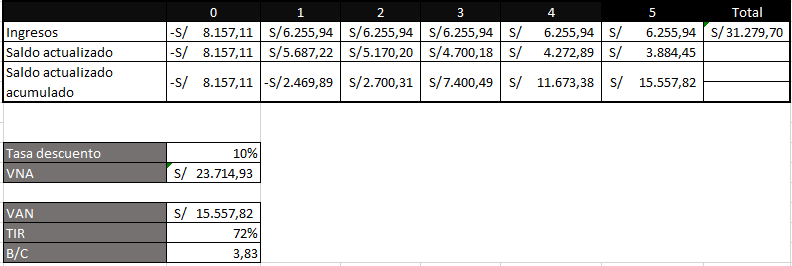 0 1 2 3 4 5 Total
Ingresos -S/ 8.157,11 S/6.255,94 S/6.255,94 S/6.255,94 S/ 6.255,94 S/ 6.255,94 S/31.279,70
Saldo actualizado -S/ 8.157,11 S/5.687,22 S/5.170,20 S/4.700,18 S/ 4.272,89 S/ 3.884,45
Saldo actualizado
acumulado -S/ 8.157,11 -S/2.469,89 S/2.700,31 S/7.400,49 S/ 11.673,38 S/ 15.557,82
Tasa descuento 10%
VNA S/ 23.714,93
VAN S/ 15.557,82
TIR 72%
B/C 3,83